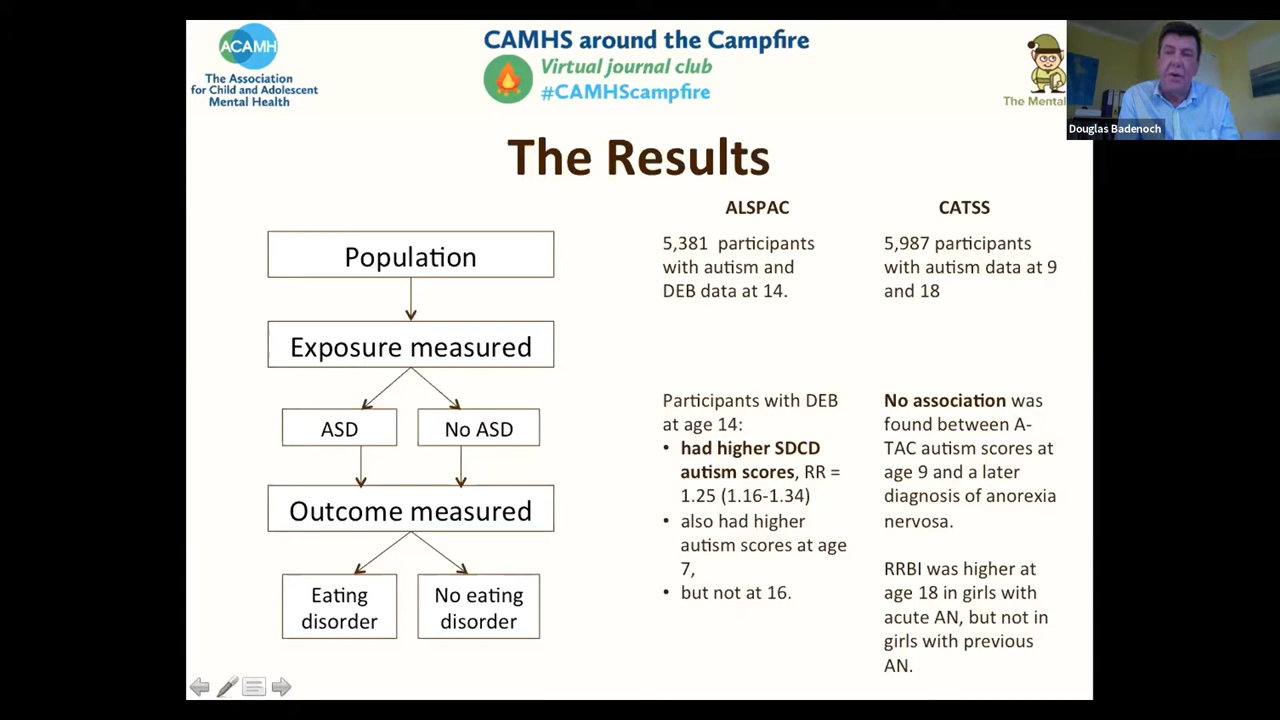 ACAMH
The Association
for Child and Adolescent
Mental Health
CAMHS around the Campfire
Virtual journal club
#CAMHScampfire
The Mental
Douglas Badenoch
The Results
Population
Exposure measured
ASD
No ASD
Outcome measured
Eating
disorder
No eating
disorder
ALSPAC
5,381 participants
with autism and
DEB data at 14.
Participants with DEB
at age 14:
• had higher SDCD
autism scores, RR =
1.25 (1.16-1.34)
• also had higher
autism scores at age
7,
• but not at 16.
CATSS
5,987 participants
with autism data at 9
and 18
No association was
found between A-
TAC autism scores at
age 9 and a later
diagnosis of anorexia
nervosa.
RRBI was higher at
age 18 in girls with
acute AN, but not in
girls with previous
AN.